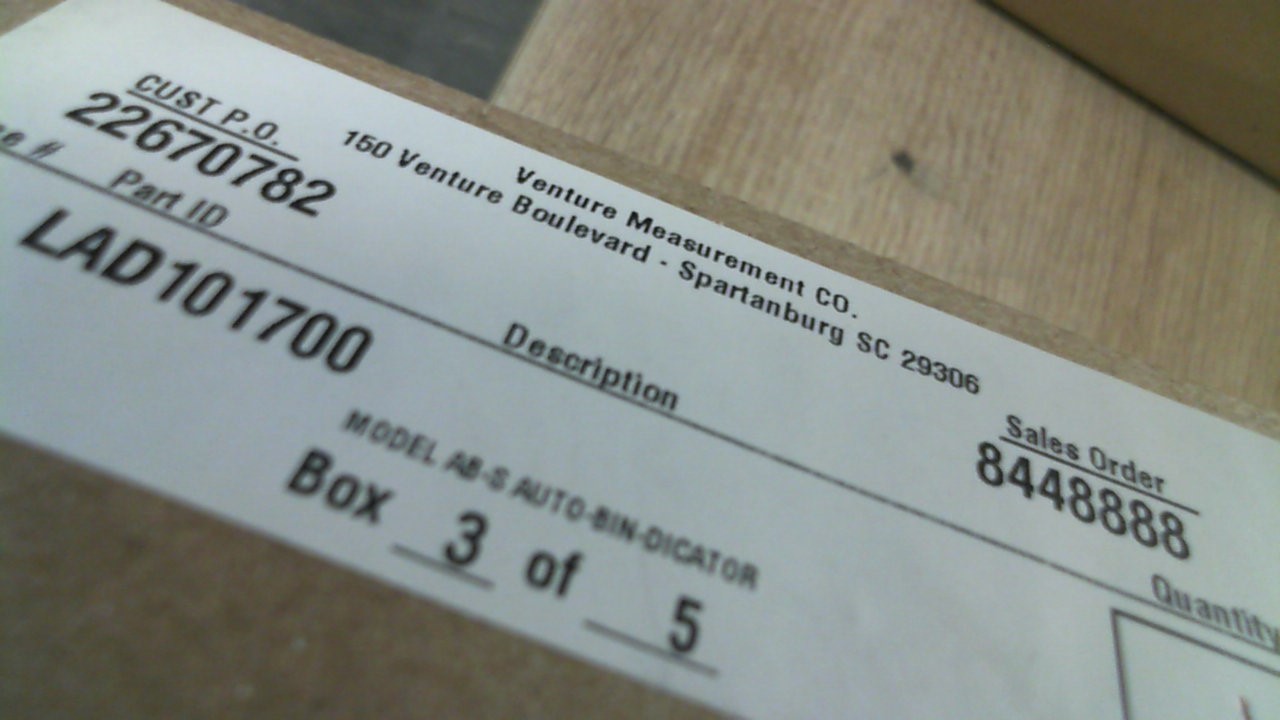 Venture Measurement CO.
150 Venture Boulevard - Spartanburg SC 29306
CUST P.O.
22670782
Sales Order
8448888
Part ID
Description
Quantity
LAD101700
MODEL AB-S AUTO-BIN-DICATOR
Box 3 of 5